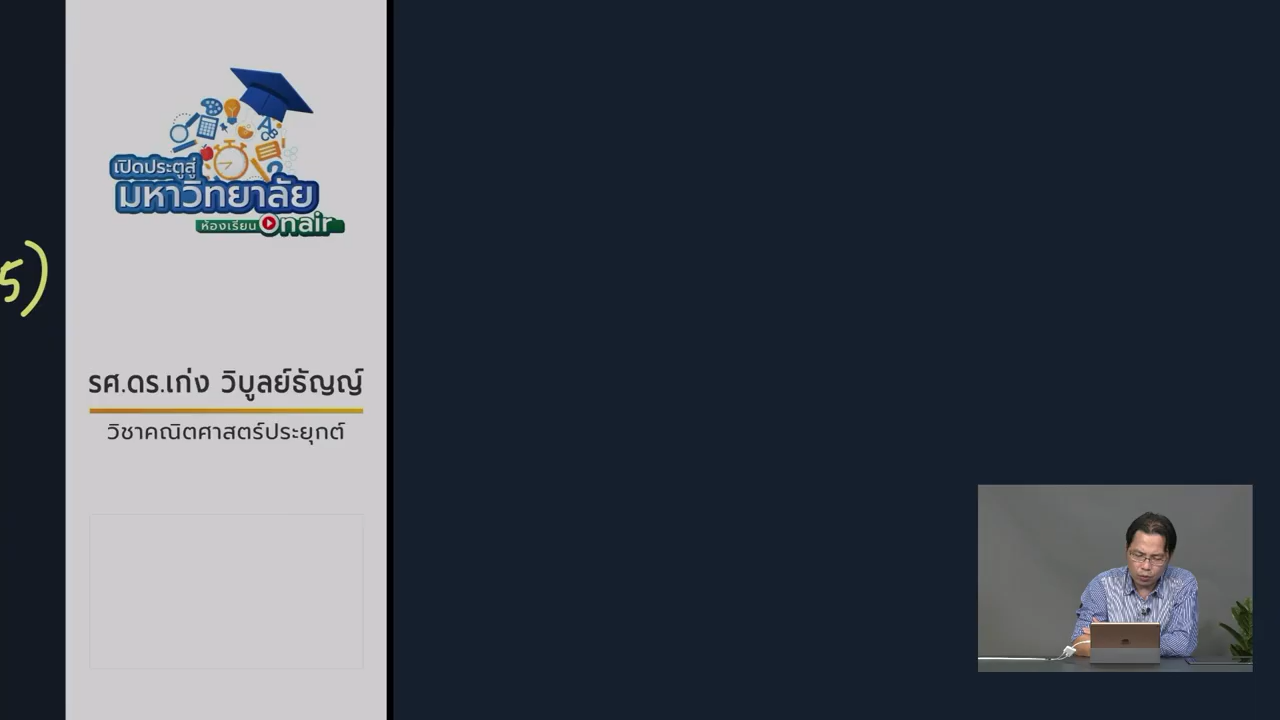 เปิดประตูสู่
มหาวิทยาลัย
ห้องเรียน Onair
5)
รศ.ดร.เก่ง วิบูลย์ธัญญ์
วิชาคณิตศาสตร์ประยุกต์